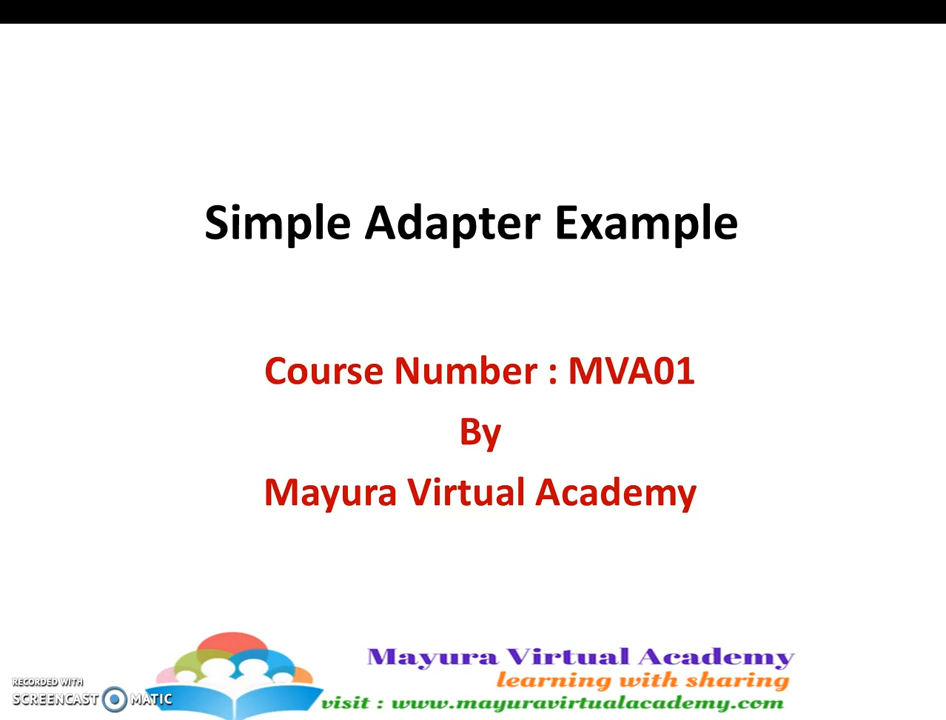 Simple Adapter Example
Course Number : MVA01
By
Mayura Virtual Academy
Mayura Virtual Academy
learning with sharing
visit : www.mayuravirtualacademy.com
RECORDED WITH
SCREENCAST MATIC